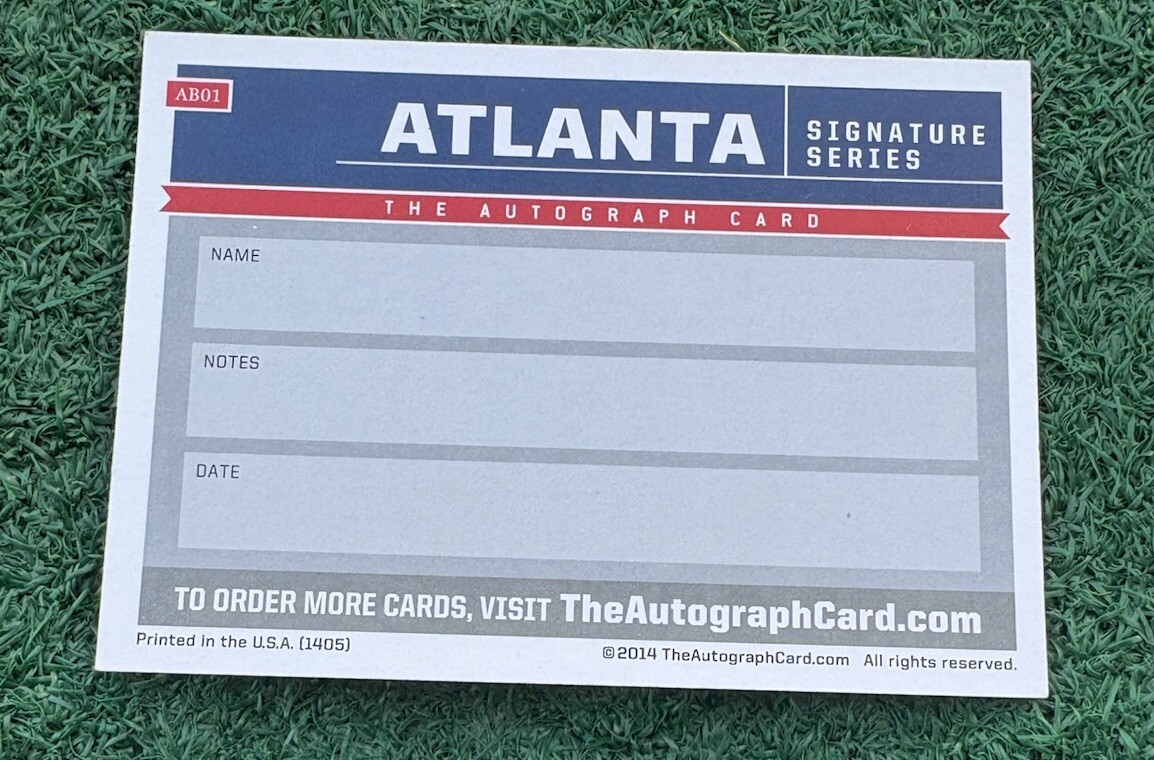 AB01
ATLANTA
SIGNATURE
SERIES
THE AUTOGRAPH CARD
NAME
NOTES
DATE
TO ORDER MORE CARDS, VISIT TheAutographCard.com
Printed in the U.S.A. (1405)
©2014 TheAutographCard.com All rights reserved.